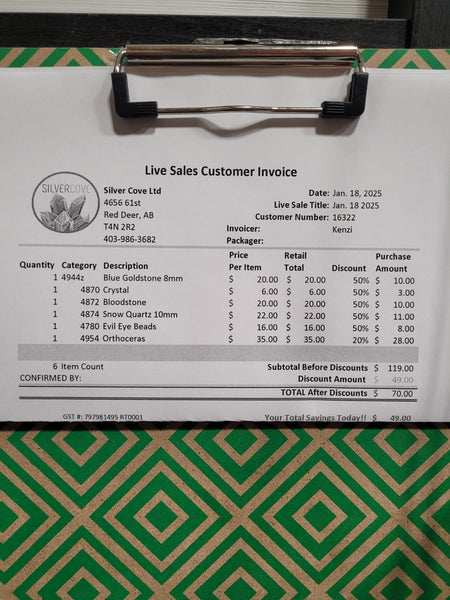 Live Sales Customer Invoice
SILVERCOVE
Silver Cove Ltd
4656 61st
Red Deer, AB
T4N 2R2
403-986-3682
Date: Jan. 18, 2025
Live Sale Title: Jan. 18 2025
Customer Number: 16322
Invoicer: Kenzi
Packager:
Quantity Category Description Price Per Item Retail Total Discount Purchase Amount
1 4944z Blue Goldstone 8mm $ 20.00 $ 20.00 50% $ 10.00
1 4870 Crystal $ 6.00 $ 6.00 50% $ 3.00
1 4872 Bloodstone $ 20.00 $ 20.00 50% $ 10.00
1 4874 Snow Quartz 10mm $ 22.00 $ 22.00 50% $ 11.00
1 4780 Evil Eye Beads $ 16.00 $ 16.00 50% $ 8.00
1 4954 Orthoceras $ 35.00 $ 35.00 20% $ 28.00
6 Item Count Subtotal Before Discounts $ 119.00
CONFIRMED BY: Discount Amount $ 49.00
TOTAL After Discounts $ 70.00
GST #: 797981495 RT0001 Your Total Savings Today!! $ 49.00